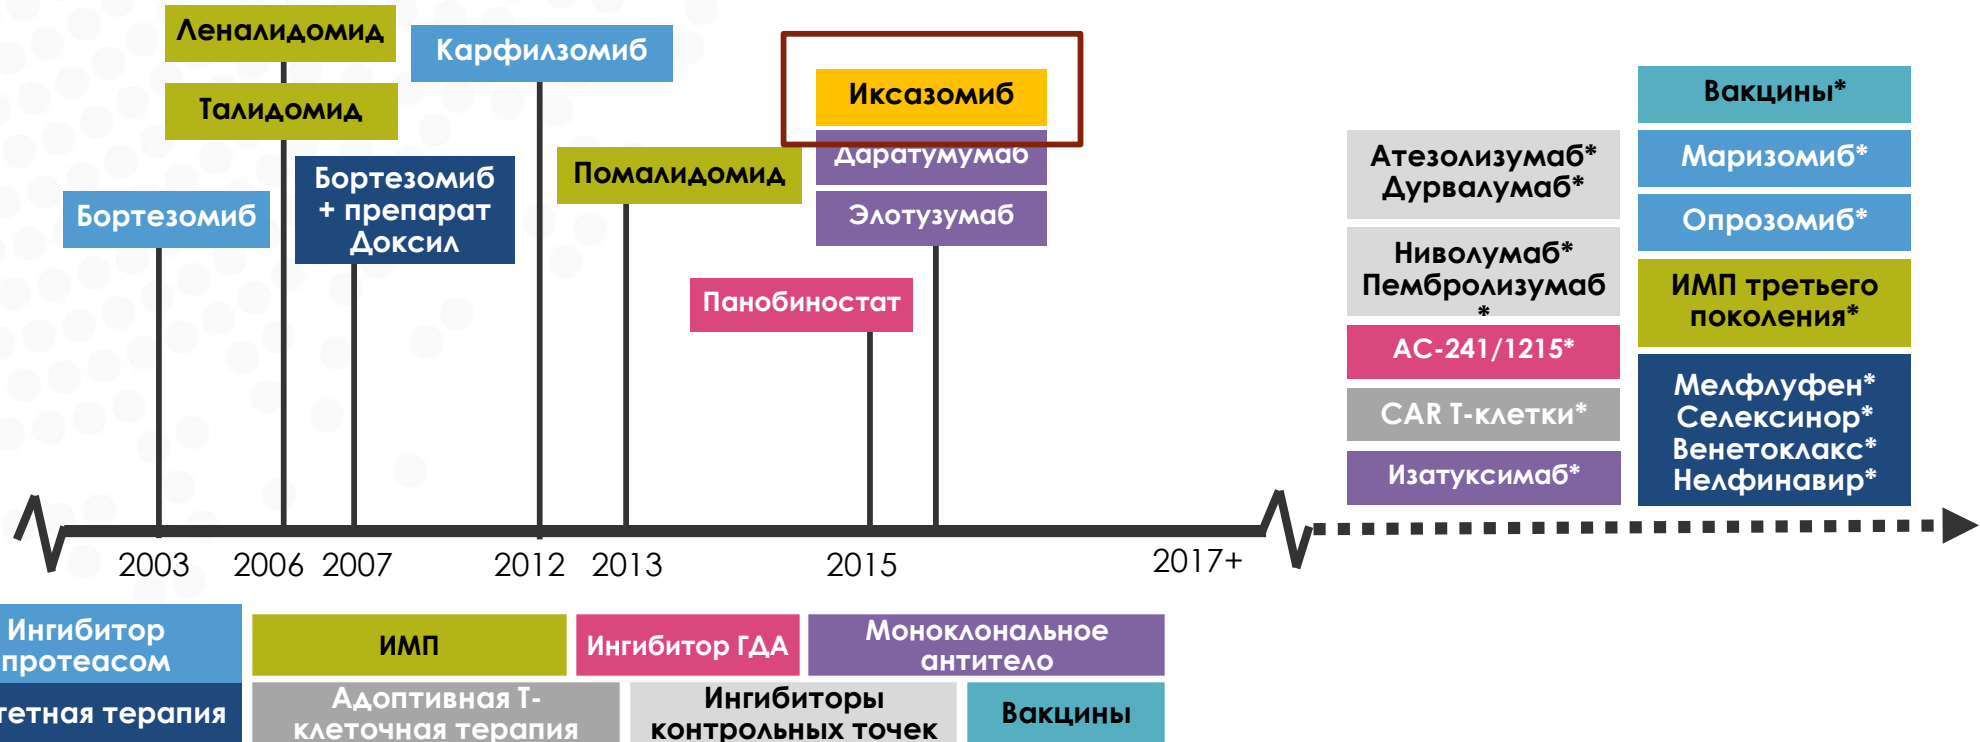 Леналидомид
Талидомид
Бортезомиб
Бортезомиб
+ препарат
Доксил
Карфилзомиб
Помалидомид
Панобиностат
Иксазомиб
Даратумумаб
Элотузумаб
Атезолизумаб*
Дурвалумаб*
Ниволумаб*
Пембролизумаб
*
АС-241/1215*
CAR Т-клетки*
Изатуксимаб*
Вакцины*
Маризомиб*
Опрозомиб*
ИМП третьего
поколения*
Мелфлуфен*
Селексинор*
Венетоклакс*
Нелфинавир*
2003 2006 2007 2012 2013 2015 2017+
Ингибитор
протеасом
ИМП
Ингибитор ГДА
Моноклональное
антитело
терапия
Адоптивная Т-
клеточная терапия
Ингибиторы
контрольных точек
Вакцины